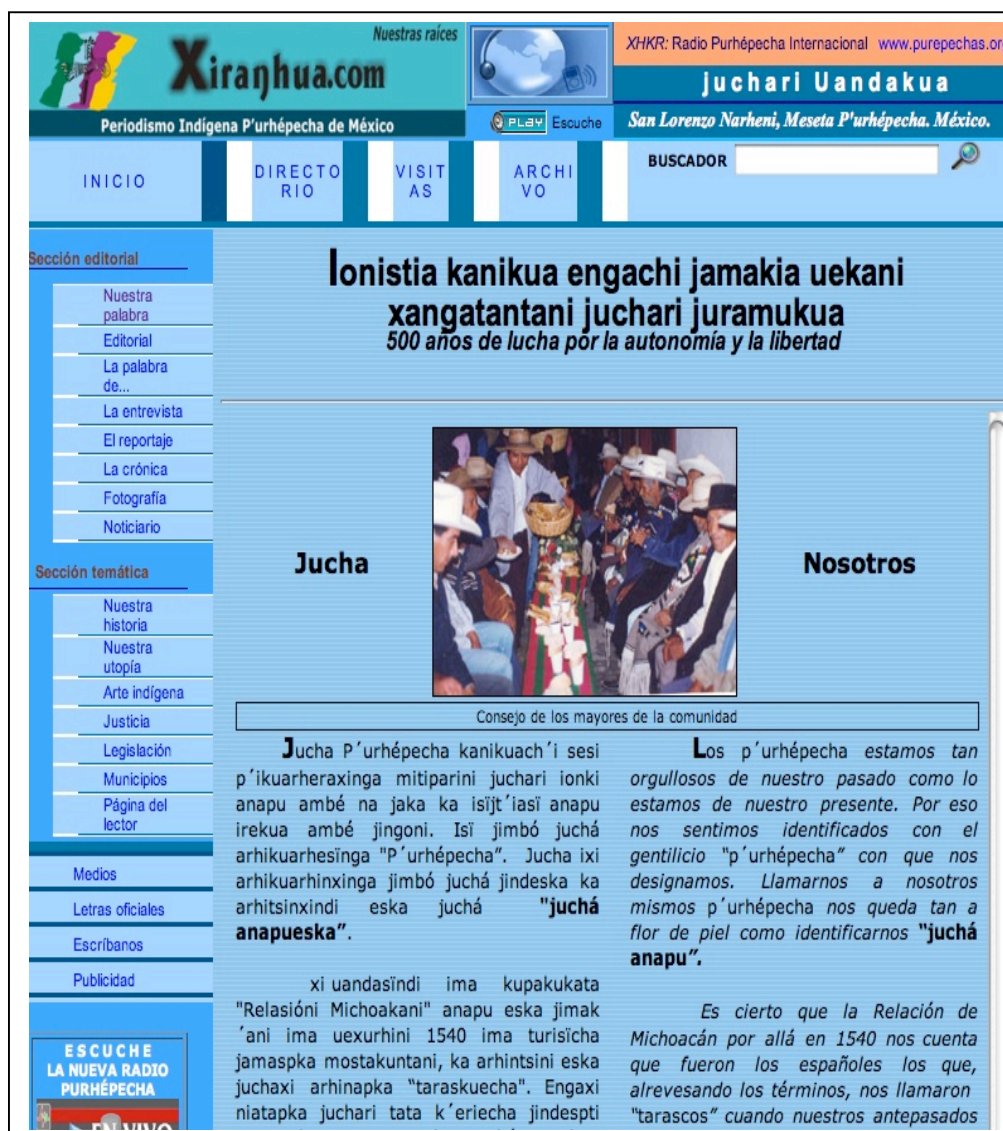 Nuestras raíces
Xiraŋhua.com
Periodismo Indígena P'urhépecha de México
PLAY Escuche
XHKR: Radio Purhépecha Internacional www.purepechas.or
juchari Uandakua
San Lorenzo Narheni, Meseta P'urhépecha. México.
INICIO
DIRECTO
RIO
VISIT
AS
ARCHI
VO
BUSCADOR
Sección editorial
Nuestra
palabra
Editorial
La palabra
de...
La entrevista
El reportaje
La crónica
Fotografía
Noticiario
Sección temática
Nuestra
historia
Nuestra
utopía
Arte indígena
Justicia
Legislación
Municipios
Página del
lector
Medios
Letras oficiales
Escríbanos
Publicidad
ESCUCHE
LA NUEVA RADIO
PURHÉPECHA
EN VIVO
Ionistia kanikua engachi jamakia uekani
xangatantani juchari juramukua
500 años de lucha por la autonomía y la libertad
Jucha
Nosotros
Consejo de los mayores de la comunidad
Jucha P´urhépecha kanikuach´i sesi
p´ikuarheraxinga mitiparini juchari ionki
anapu ambé na jaka ka isïjt´iasï anapu
irekua ambé jingoni. Isï jimbó juchá
arhikuarhesïnga "P´urhépecha". Jucha ixi
arhikuarhinxinga jimbó juchá jindeska ka
arhitsinxindi eska juchá "juchá
anapueska".
xi uandasïndi ima kupakukata
"Relasióni Michoakani" anapu eska jimak
´ani ima uexurhini 1540 ima turisïcha
jamaspka mostakuntani, ka arhintsini eska
juchaxi arhinapka "taraskuecha". Engaxi
niatapka juchari tata k´eriecha jindespti
Los p´urhépecha estamos tan
orgullosos de nuestro pasado como lo
estamos de nuestro presente. Por eso
nos sentimos identificados con el
gentilicio "p´urhépecha" con que nos
designamos. Llamarnos a nosotros
mismos p´urhépecha nos queda tan a
flor de piel como identificarnos "juchá
anapu".
Es cierto que la Relación de
Michoacán por allá en 1540 nos cuenta
que fueron los españoles los que,
alrevesando los términos, nos llamaron
"tarascos" cuando nuestros antepasados